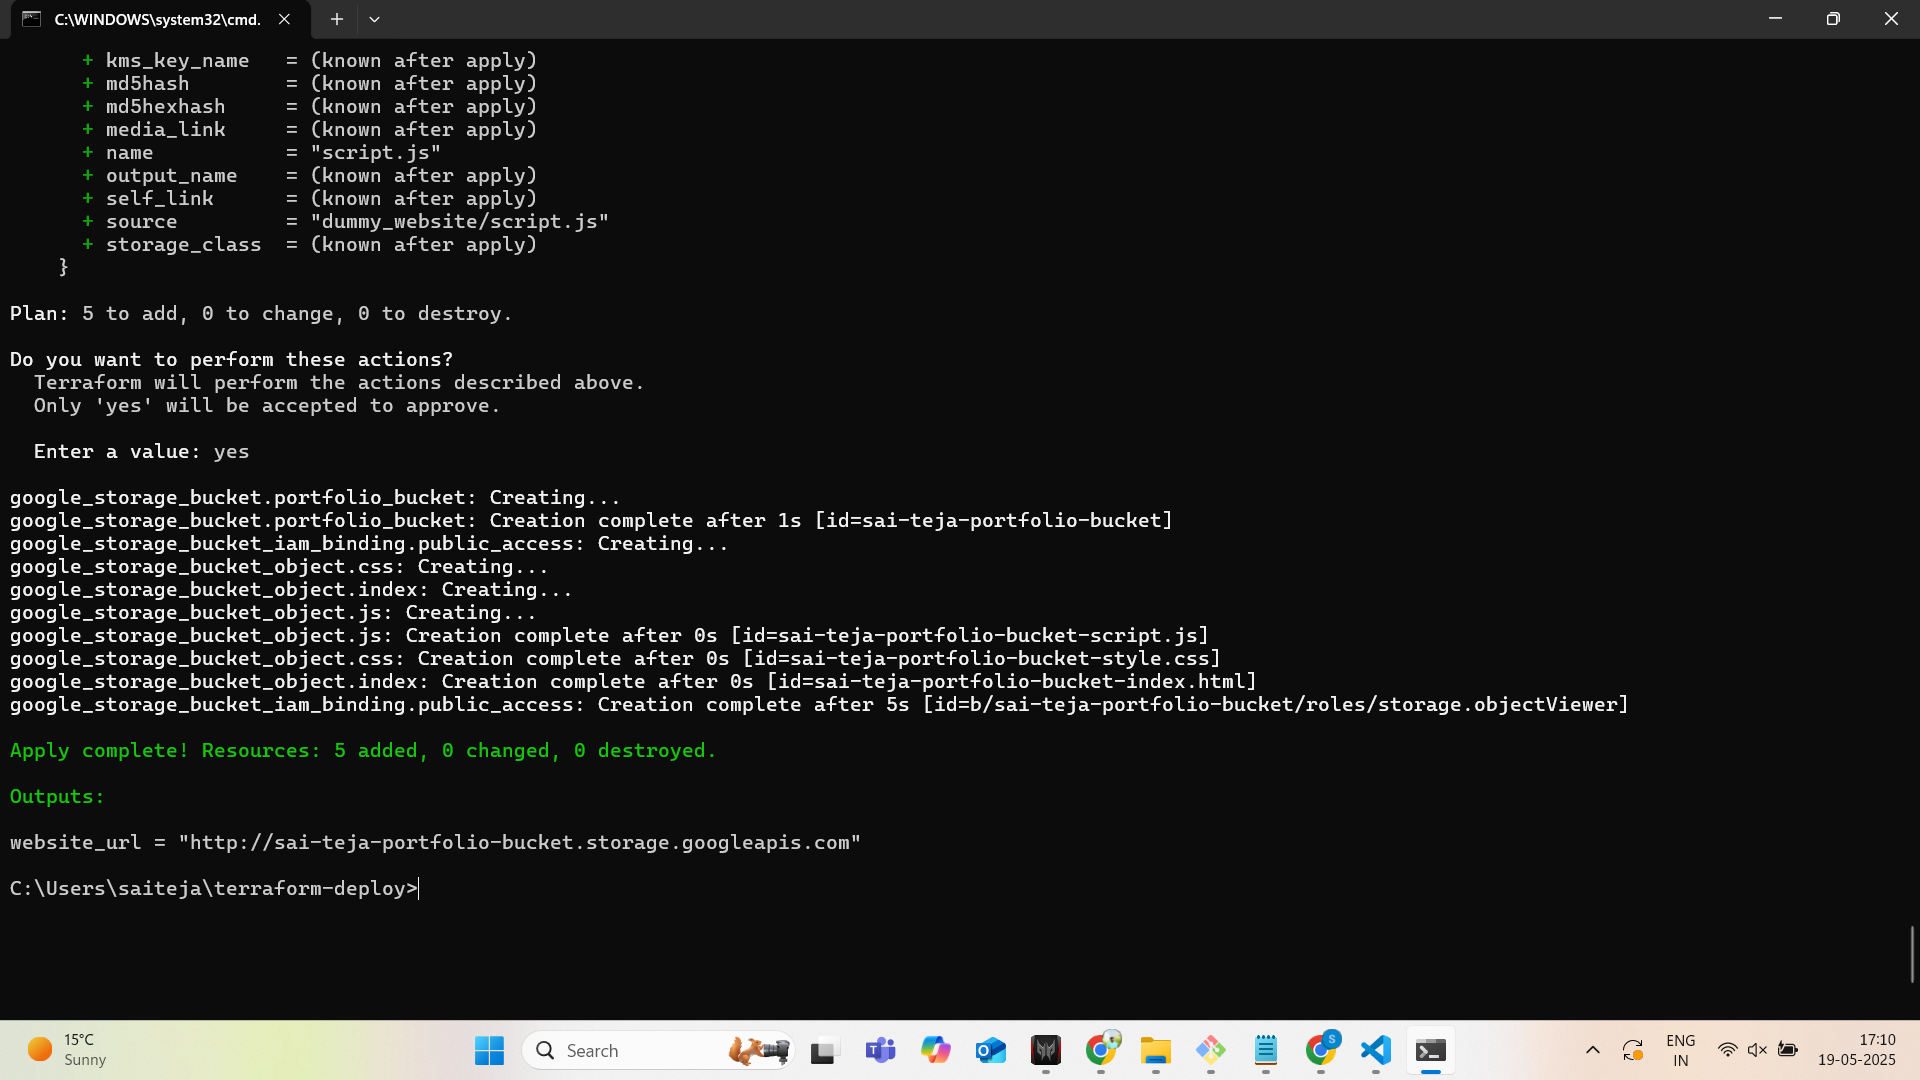 C:\WINDOWS\system32\cmd.
+ kms_key_name   = (known after apply)
+ md5hash        = (known after apply)
+ md5hexhash     = (known after apply)
+ media_link     = (known after apply)
+ name           = "script.js"
+ output_name    = (known after apply)
+ self_link      = (known after apply)
+ source         = "dummy_website/script.js"
+ storage_class  = (known after apply)
}
Plan: 5 to add, 0 to change, 0 to destroy.
Do you want to perform these actions?
Terraform will perform the actions described above.
Only 'yes' will be accepted to approve.
Enter a value: yes
google_storage_bucket.portfolio_bucket: Creating...
google_storage_bucket.portfolio_bucket: Creation complete after 1s [id=sai-teja-portfolio-bucket]
google_storage_bucket_iam_binding.public_access: Creating...
google_storage_bucket_object.css: Creating...
google_storage_bucket_object.index: Creating...
google_storage_bucket_object.js: Creating...
google_storage_bucket_object.js: Creation complete after 0s [id=sai-teja-portfolio-bucket-script.js]
google_storage_bucket_object.css: Creation complete after 0s [id=sai-teja-portfolio-bucket-style.css]
google_storage_bucket_object.index: Creation complete after 0s [id=sai-teja-portfolio-bucket-index.html]
google_storage_bucket_iam_binding.public_access: Creation complete after 5s [id=b/sai-teja-portfolio-bucket/roles/storage.objectViewer]
Apply complete! Resources: 5 added, 0 changed, 0 destroyed.
Outputs:
website_url = "http://sai-teja-portfolio-bucket.storage.googleapis.com"
C:\Users\saiteja\terraform-deploy>
15°C
Sunny
Search
ENG
IN
17:10
19-05-2025